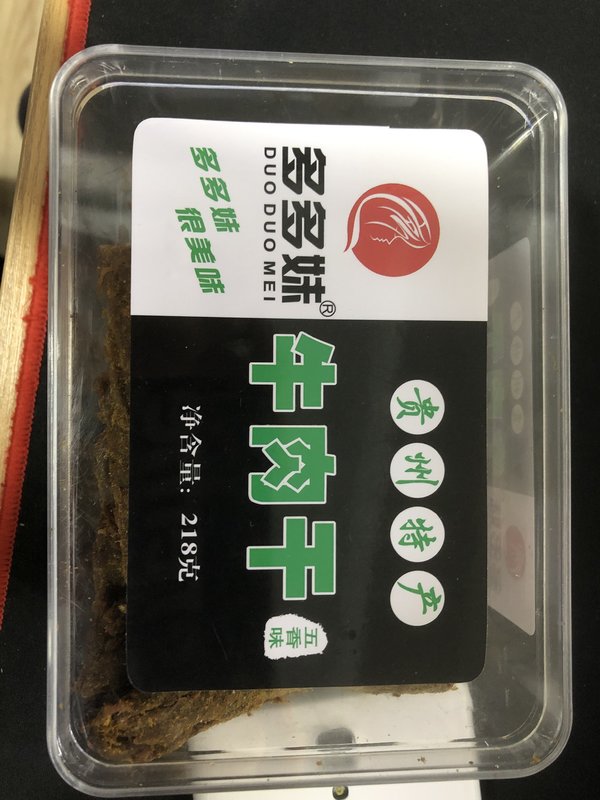 多多妹®
DUO DUO MEI
多多妹
很美味
贵州特产
牛肉干
五香味
净含量：218克